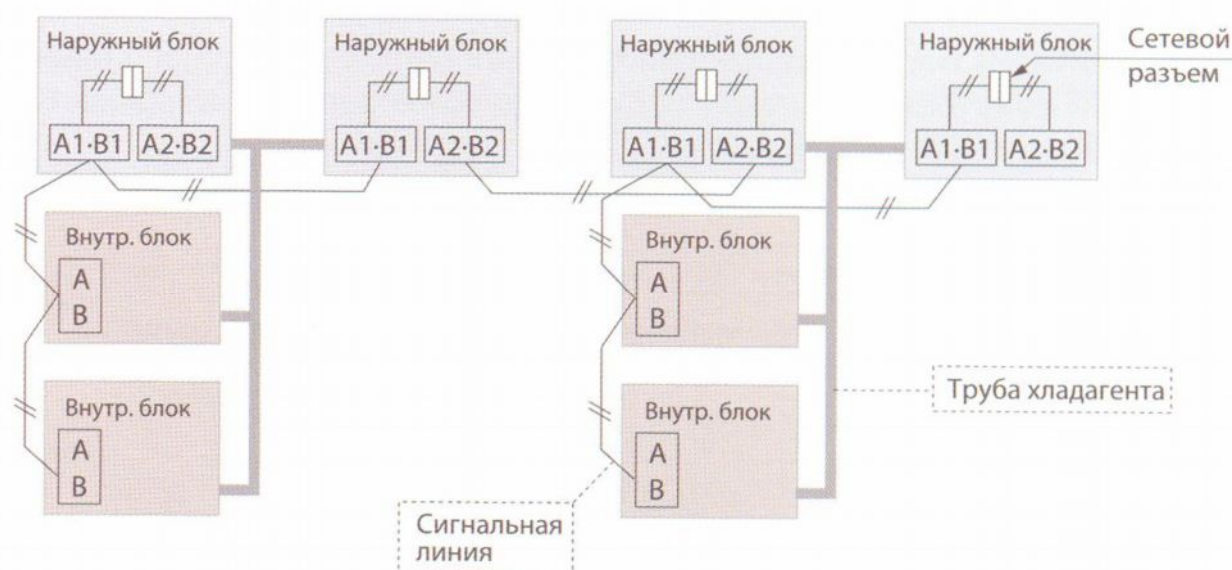 Наружный блок
A1·B1 A2·B2
Наружный блок
A1·B1 A2·B2
Наружный блок
A1·B1 A2·B2
Наружный блок
A1·B1 A2·B2
Сетевой
разъем
Внутр. блок
A
B
Внутр. блок
A
B
Внутр. блок
A
B
Внутр. блок
A
B
Труба хладагента
Сигнальная
линия